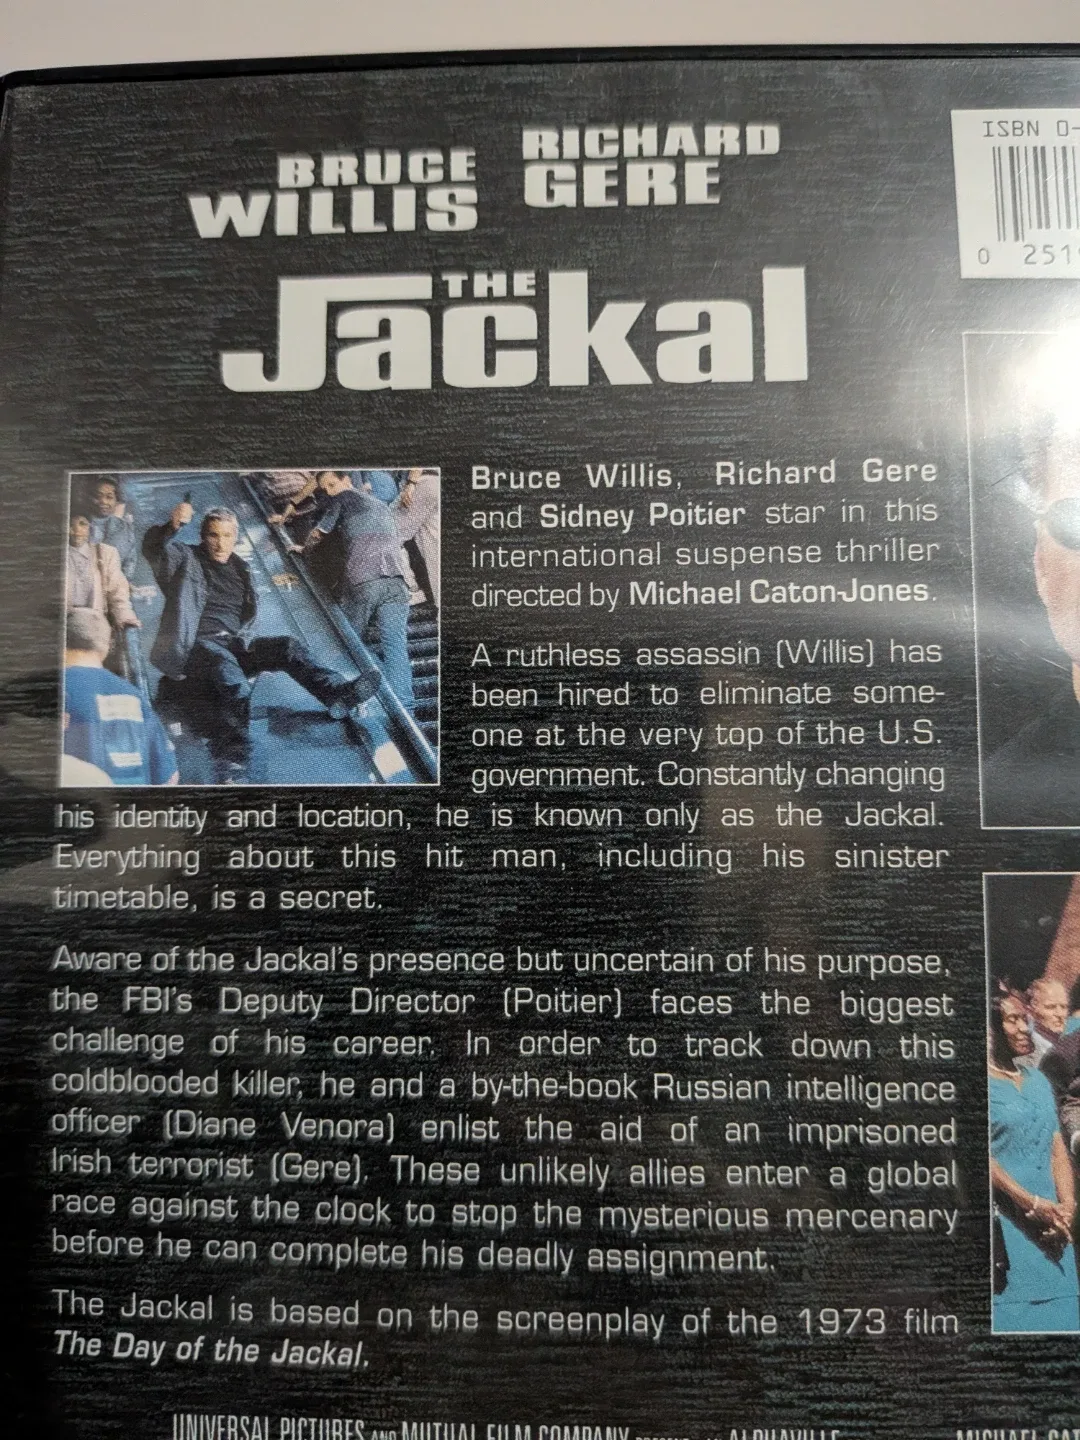 BRUCE WILLIS
RICHARD GERE
THE
Jackal
ISBN 0-
0 251
Bruce Willis, Richard Gere
and Sidney Poitier star in this
international suspense thriller
directed by Michael Caton-Jones.
A ruthless assassin (Willis) has
been hired to eliminate some-
one at the very top of the U.S.
government. Constantly changing
his identity and location, he is known only as the Jackal.
Everything about this hit man, including his sinister
timetable, is a secret.
Aware of the Jackal's presence but uncertain of his purpose,
the FBI's Deputy Director (Poitier) faces the biggest
challenge of his career. In order to track down this
coldblooded killer, he and a by-the-book Russian intelligence
officer (Diane Venora) enlist the aid of an imprisoned
Irish terrorist (Gere). These unlikely allies enter a global
race against the clock to stop the mysterious mercenary
before he can complete his deadly assignment.
The Jackal is based on the screenplay of the 1973 film
The Day of the Jackal.
UNIVERSAL PICTURES AND MUTUAL FILM COMPANY ALPHAVILLE MICHAEL